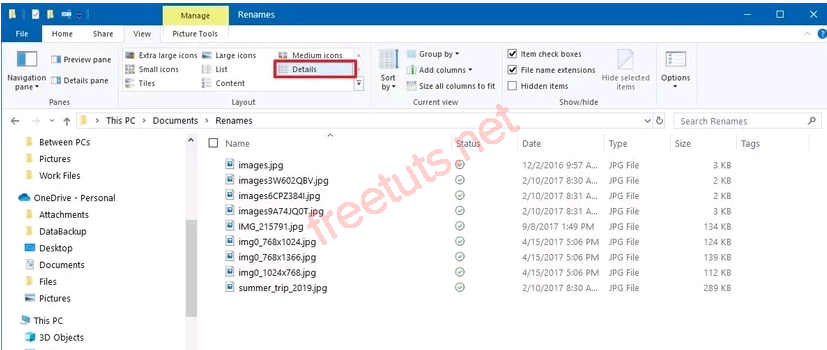 Manage Renames
File Home Share View Picture Tools
Navigation pane
Preview pane
Details pane
Panes
Extra large icons Large icons Medium icons
Small icons List Details
Tiles Content
Layout
Sort by
Group by
Add columns
Size all columns to fit
Current view
Item check boxes
File name extensions
Hidden items
Hide selected items
Show/hide
Options
This PC > Documents > Renames
Search Renames
Between PCs
Pictures
Work Files
OneDrive - Personal
Attachments
DataBackup
Desktop
Documents
Files
Pictures
This PC
3D Objects
Name Status Date Type Size Tags
images.jpg 12/2/2016 9:57 A... JPG File 3 KB
images3W602QBV.jpg 2/10/2017 8:30 A... JPG File 2 KB
images6CPZ384I.jpg 2/10/2017 8:31 A... JPG File 2 KB
images9A74JQ0T.jpg 2/10/2017 8:31 A... JPG File 3 KB
IMG_215791.jpg 9/8/2017 1:49 PM JPG File 134 KB
img0_768x1024.jpg 4/15/2017 5:06 PM JPG File 124 KB
img0_768x1366.jpg 4/15/2017 5:06 PM JPG File 139 KB
img0_1024x768.jpg 4/15/2017 5:06 PM JPG File 112 KB
summer_trip_2019.jpg 2/10/2017 8:30 A... JPG File 289 KB
freetuts.net